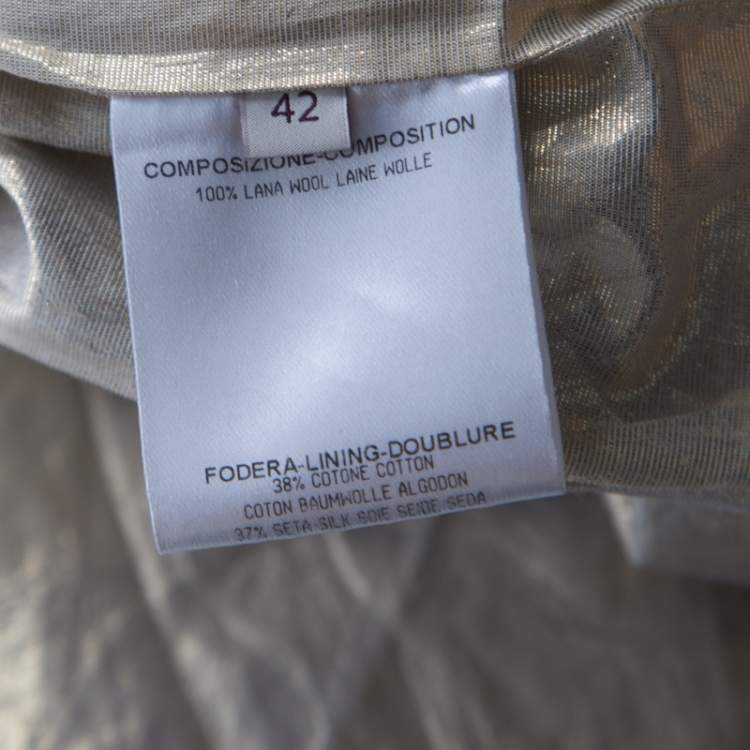 42
COMPOSIZIONE-COMPOSITION
100% LANA WOOL LAINE WOLLE
FODERA-LINING-DOUBLURE
38% COTONE COTTON
COTON BAUMWOLLE ALGODON
37% SETA SILK SOIE SEIDE SEDA